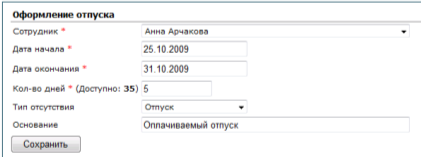 Оформление отпуска
Сотрудник * Анна Арчакова
Дата начала * 25.10.2009
Дата окончания * 31.10.2009
Кол-во дней * (Доступно: 35) 5
Тип отсутствия Отпуск
Основание Оплачиваемый отпуск
Сохранить